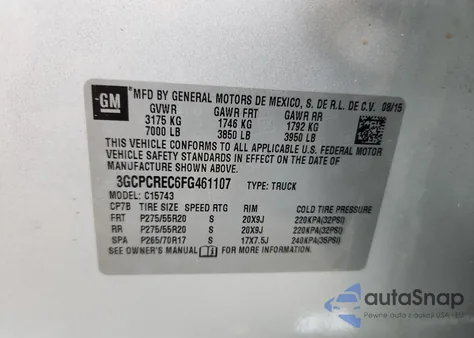 GM
MFD BY GENERAL MOTORS DE MEXICO, S. DE R.L. DE C.V. 08/15
GVWR GAWR FRT GAWR RR
3175 KG 1746 KG 1792 KG
7000 LB 3850 LB 3950 LB
THIS VEHICLE CONFORMS TO ALL APPLICABLE U.S. FEDERAL MOTOR
VEHICLE SAFETY STANDARDS IN EFFECT ON THE DATE OF
MANUFACTURE SHOWN ABOVE.
3GCPCREC6FG461107 TYPE: TRUCK
MODEL: C15743
CP7B TIRE SIZE SPEED RTG RIM COLD TIRE PRESSURE
FRT P275/55R20 S 20X9J 220KPA(32PSI)
RR P275/55R20 S 20X9J 220KPA(32PSI)
SPA P265/70R17 S 17X7.5J 240KPA(35PSI)
SEE OWNER'S MANUAL FOR MORE INFORMATION
autoSnap
Pewne auto z USA - EU